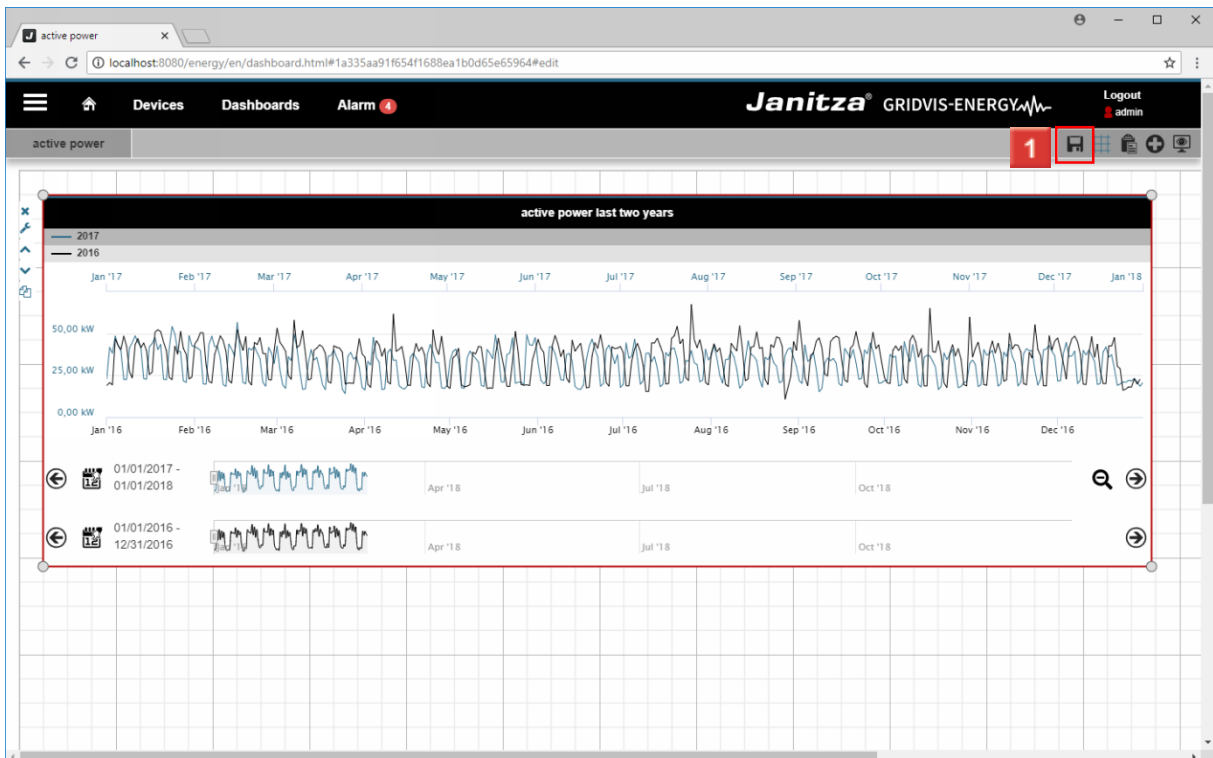 active power
localhost:8080/energy/en/dashboard.html#1a335aa91f654f1688ea1b0d65e65964#edit
Devices Dashboards Alarm 4 Janitza® GRIDVIS-ENERGY Logout
admin
active power 1
active power last two years
2017
2016
Jan '17 Feb '17 Mar '17 Apr '17 May '17 Jun '17 Jul '17 Aug '17 Sep '17 Oct '17 Nov '17 Dec '17 Jan '18
50,00 kW
25,00 kW
0,00 kW
Jan '16 Feb '16 Mar '16 Apr '16 May '16 Jun '16 Jul '16 Aug '16 Sep '16 Oct '16 Nov '16 Dec '16
12 01/01/2017 -
01/01/2018
Apr '18 Jul '18 Oct '18
12 01/01/2016 -
12/31/2016
Apr '18 Jul '18 Oct '18